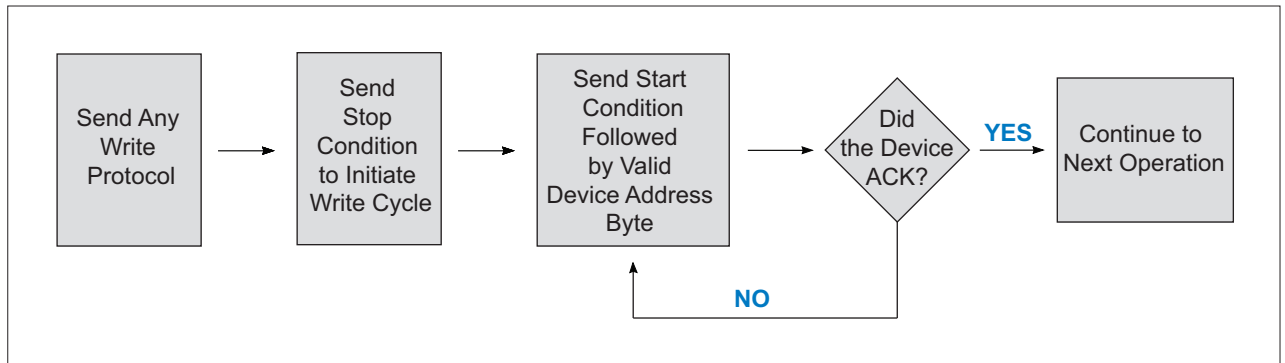 Send Any
Write
Protocol
Send
Stop
Condition
to Initiate
Write Cycle
Send Start
Condition
Followed
by Valid
Device Address
Byte
Did
the Device
ACK?
YES
Continue to
Next Operation
NO